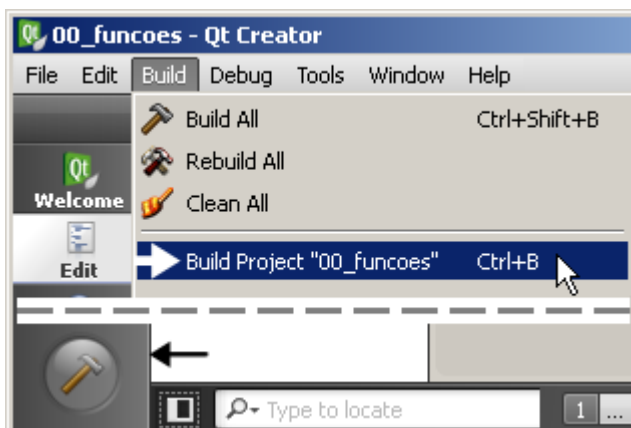 00_funcoes - Qt Creator
File Edit Build Debug Tools Window Help
Build All Ctrl+Shift+B
Rebuild All
Clean All
Qt
Welcome
Build Project "00_funcoes" Ctrl+B
Edit
Type to locate
1 ...